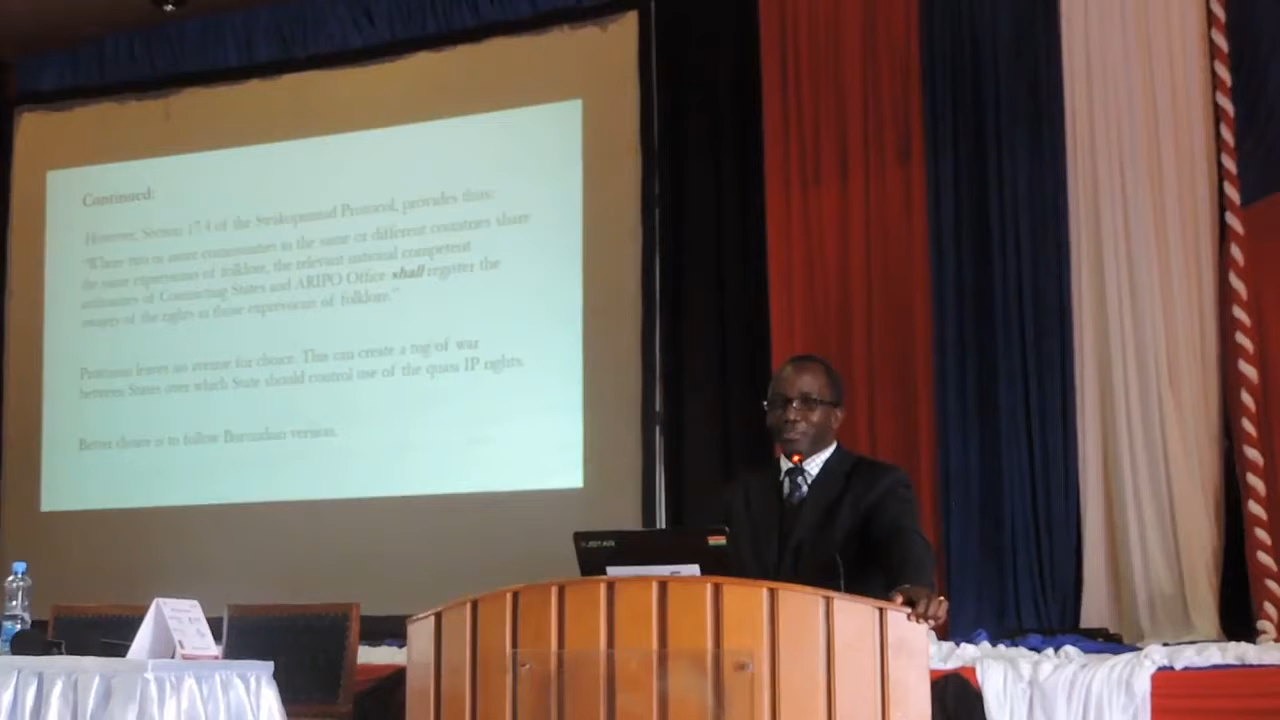 Continued:
However, Section 17.4 of the Swakopmund Protocol, provides thus:
"Where two or more communities in the same or different countries share
the same expressions of folklore, the relevant national competent
authorities of Contracting States and ARIPO Office shall register the
owners of the rights in those expressions of folklore."
Provision leaves no avenue for choice. This can create a tug of war
between States over which State should control use of the quasi IP rights.
Better choice is to follow Burundian version.